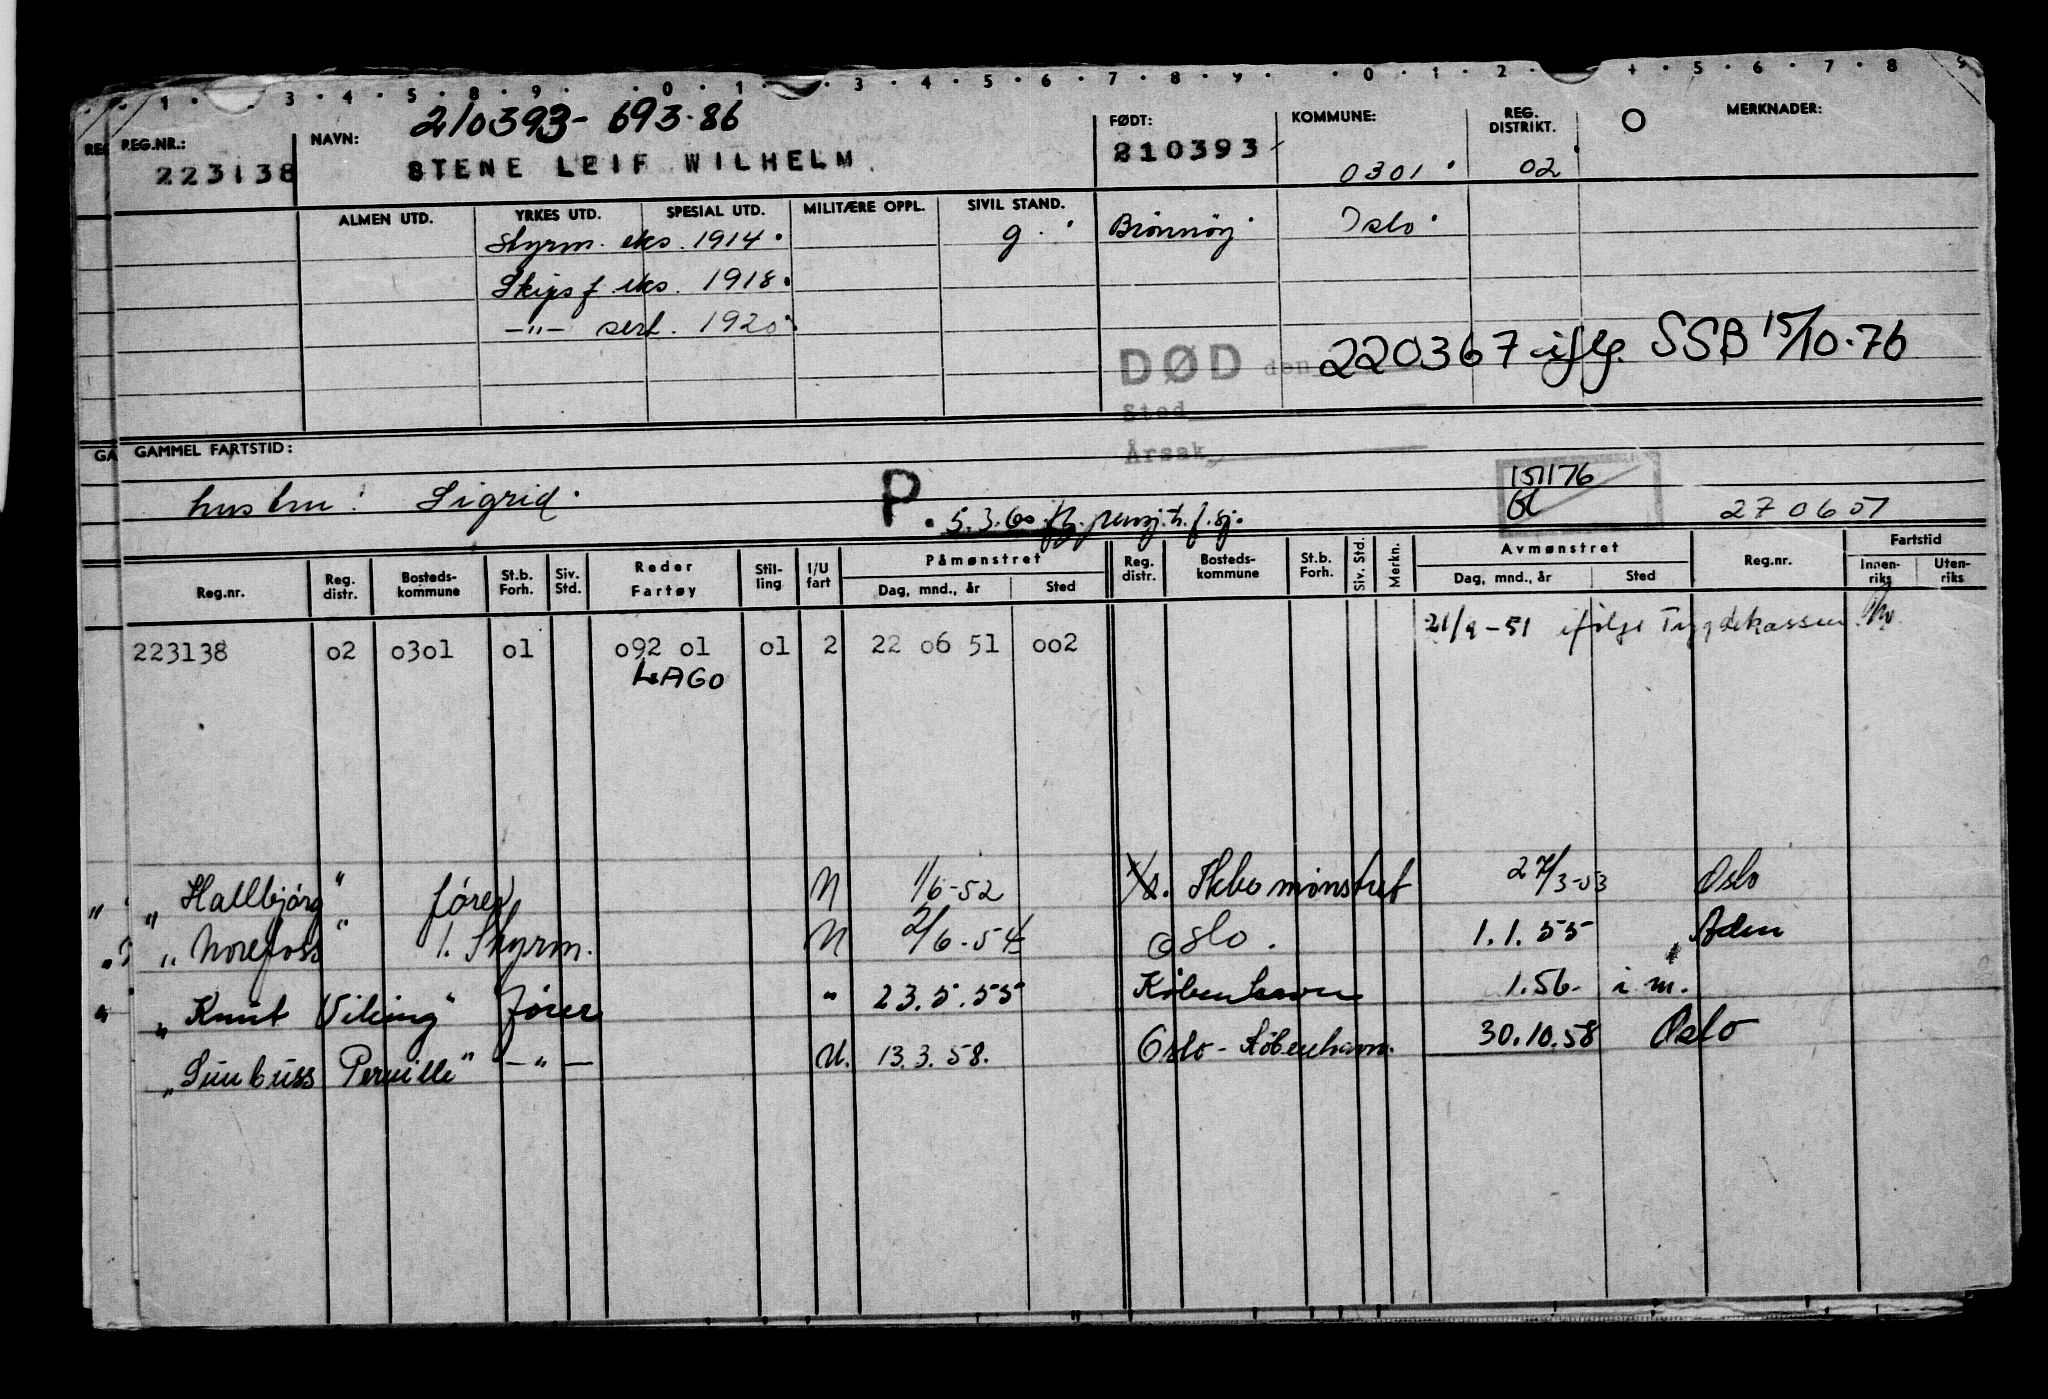 1 3 4 5 8 9 0 1 3 4 5 6 7 8 9 0 1 2 4 5 6 7 8 9
210393- 693-86
REG.NR.: NAVN: FØDT: KOMMUNE: REG. DISTRIKT. O MERKNADER:
223138 STENE LEIF WILHELM 210393 0301 02
ALMEN UTD. YRKES UTD. SPESIAL UTD. MILITÆRE OPPL. SIVIL STAND.
Styrm. eks. 1914. g. Brønnøy Oslo
Skipsf. eks. 1918.
—"— sert. 1920.
DØD den 220367 iflg. SSB 15/10-76
Sted
Årsak
GA GAMMEL FARTSTID:
hustru: Sigrid. P. 5.3.60 151176 270607
Reg.nr. Reg. distr. Bosteds-kommune St.b. Forh. Siv. Std. Reder Fartøy Stil-ling I/U fart Påmønstret Dag, mnd., år Sted Reg. distr. Bosteds-kommune St.b. Forh. Siv. Std. Merkn. Avmønstret Dag, mnd., år Sted Reg.nr. Fartstid Innen-riks Uten-riks
21/9-51 ifølge Trygdekassen
223138 02 0301 01 092 01 01 2 22 06 51 002
LAGO
"Hallbjørg" fører N 1/6-52 Ikke mønstret 27/3-53 Oslo
"Norefoss" 1. Styrm. N 2/6-54 Oslo. 1.1.55 Aden
"Knut Viking" fører " 23.5.55 København 1.56. i m.
"Sunbuss Pernille" —"— U. 13.3.58. Oslo-København. 30.10.58 Oslo